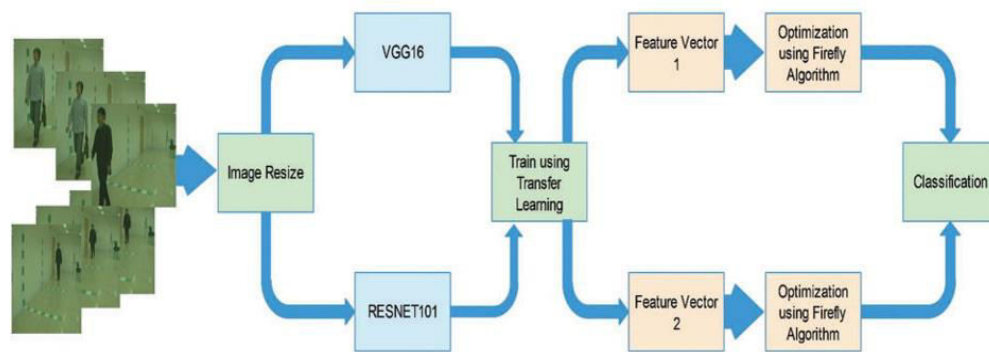 VGG16
Feature Vector
1
Optimization
using Firefly
Algorithm
Image Resize
Train using
Transfer
Learning
Classification
RESNET101
Feature Vector
2
Optimization
using Firefly
Algorithm